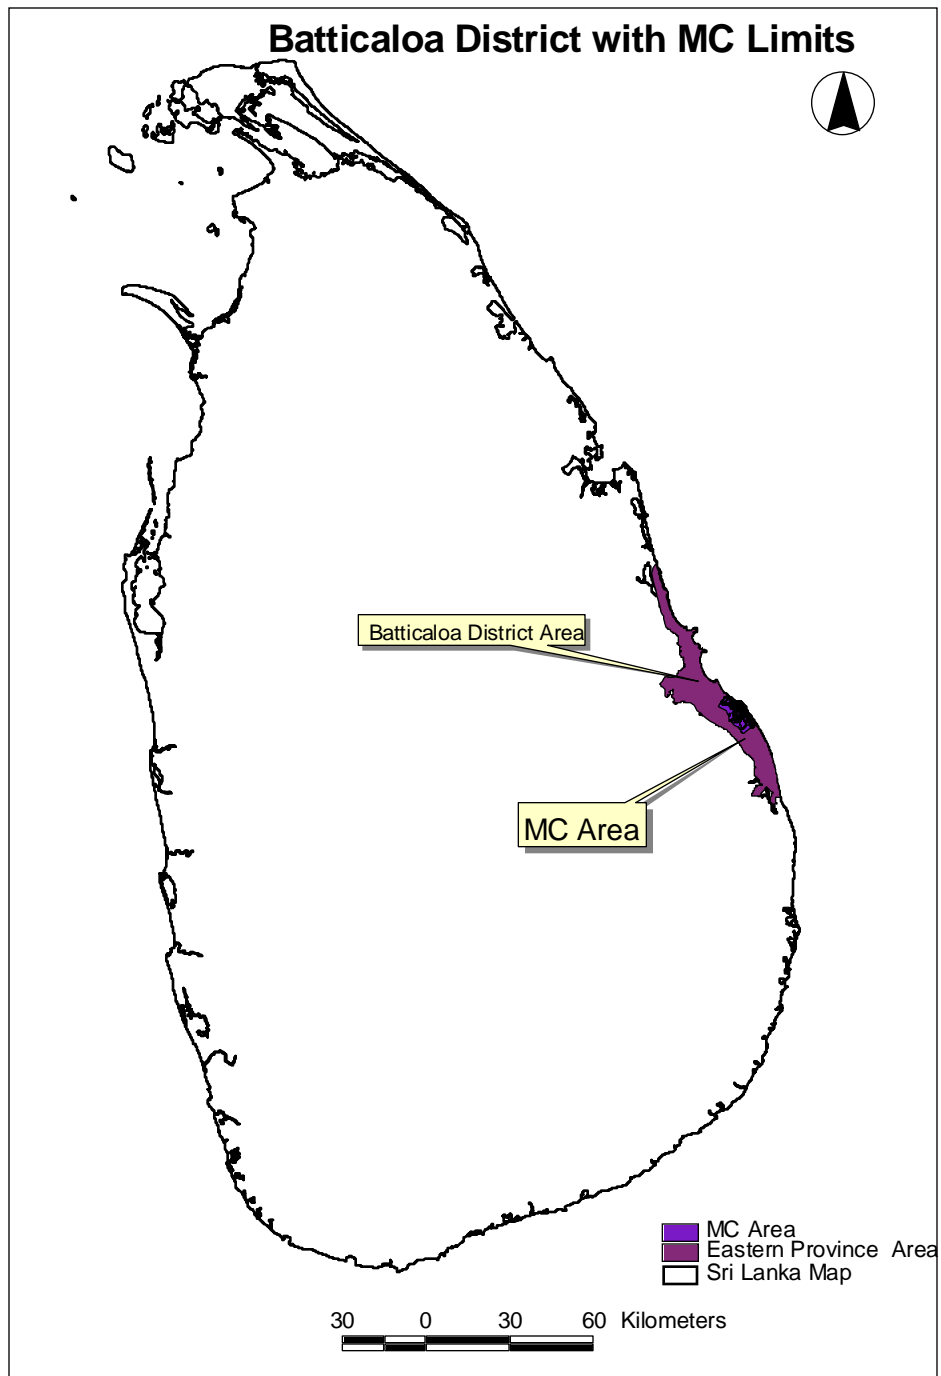 Batticaloa District with MC Limits
Batticaloa District Area
MC Area
MC Area
Eastern Province Area
Sri Lanka Map
30 0 30 60 Kilometers